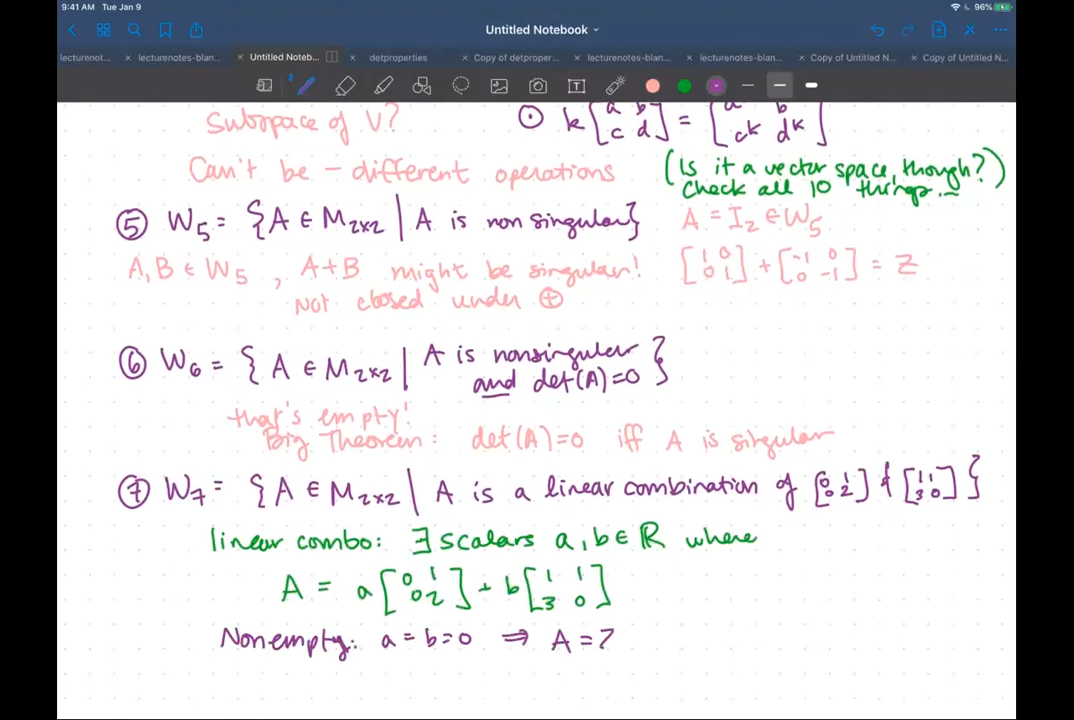 9:41 AM Tue Jan 9
96%
Untitled Notebook
lecturenot...
lecturenotes-blan...
Untitled Noteb...
detproperties
Copy of detproper...
lecturenotes-blan...
lecturenotes-blan...
Copy of Untitled N...
Copy of Untitled N...
Subspace of V?
⊙ k [a b; c d] = [a b; ck dk]
Can't be - different operations
(Is it a vector space, though?)
check all 10 things.
⑤ W₅ = {A ∈ M₂ₓ₂ | A is nonsingular}
A = I₂ ∈ W₅
A, B ∈ W₅, A+B might be singular!
[1 0; 0 1] + [-1 0; 0 -1] = Z
Not closed under ⊕
⑥ W₆ = { A ∈ M₂ₓ₂ | A is nonsingular and det(A)=0 }
that's empty!
Big Theorem: det(A)=0 iff A is singular
⑦ W₇ = {A ∈ M₂ₓ₂ | A is a linear combination of [0 1; 0 2] & [1 1; 3 0] }
linear combo: ∃ scalars a, b ∈ ℝ where
A = a [0 1; 0 2] + b [1 1; 3 0]
Nonempty: a = b = 0 ⇒ A =